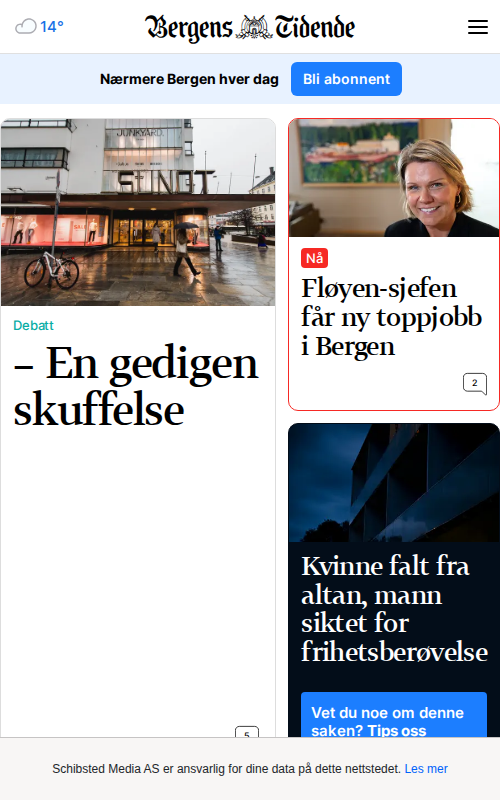 14°
Bergens Tidende
Nærmere Bergen hver dag
Bli abonnent
JUNKYARD.
SUNDT
SALE
Debatt
– En gedigen
skuffelse
5
Nå
Fløyen-sjefen
får ny toppjobb
i Bergen
2
Kvinne falt fra
altan, mann
siktet for
frihetsberøvelse
Vet du noe om denne
saken? Tips oss
Schibsted Media AS er ansvarlig for dine data på dette nettstedet. Les mer